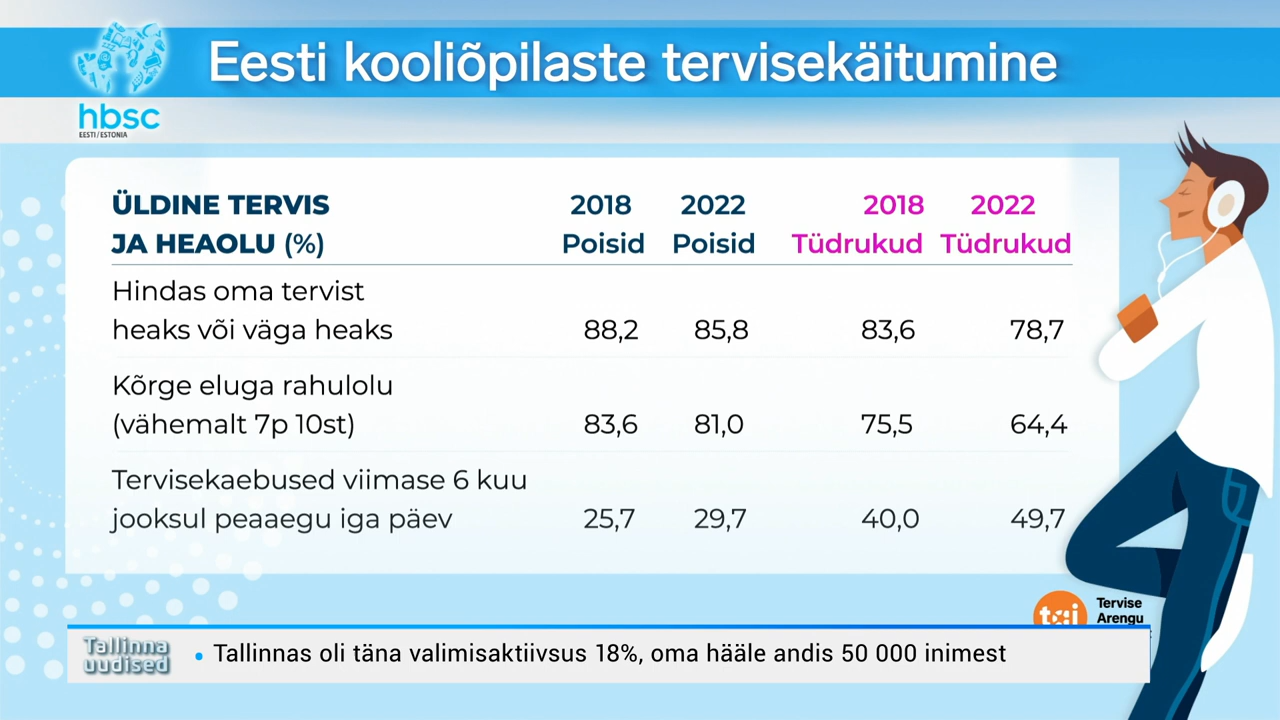 Eesti kooliõpilaste tervisekäitumine
hbsc
EESTI/ESTONIA
ÜLDINE TERVIS 2018 2022 2018 2022
JA HEAOLU (%) Poisid Poisid Tüdrukud Tüdrukud
Hindas oma tervist
heaks või väga heaks 88,2 85,8 83,6 78,7
Kõrge eluga rahulolu
(vähemalt 7p 10st) 83,6 81,0 75,5 64,4
Tervisekaebused viimase 6 kuu
jooksul peaaegu iga päev 25,7 29,7 40,0 49,7
tai Tervise
Arengu
Tallinna
uudised
• Tallinnas oli täna valimisaktiivsus 18%, oma hääle andis 50 000 inimest